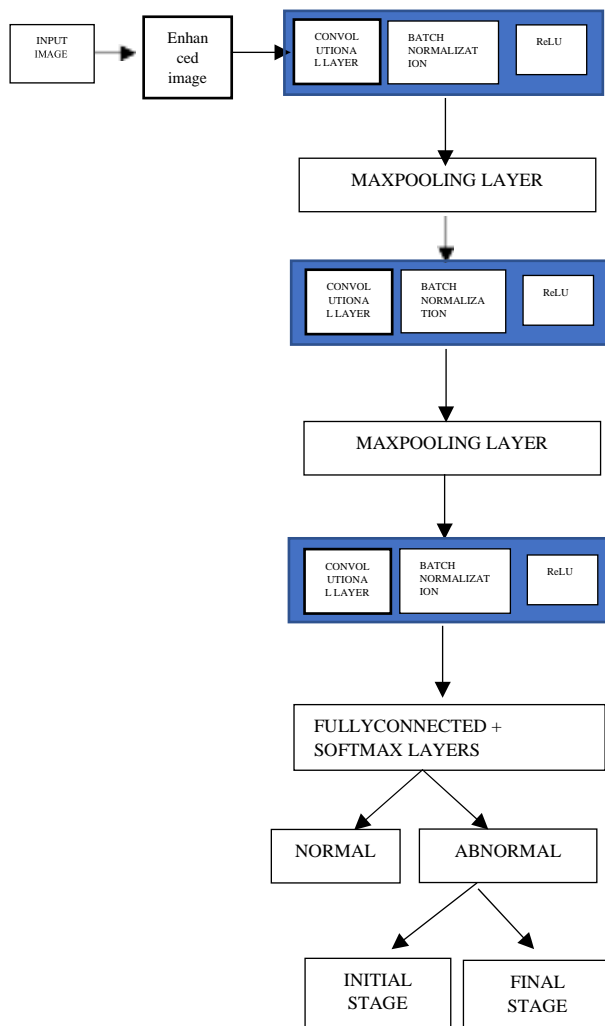 INPUT
IMAGE
Enhan
ced
image
CONVOL
UTIONA
L LAYER
BATCH
NORMALIZAT
ION
ReLU
MAXPOOLING LAYER
CONVOL
UTIONA
L LAYER
BATCH
NORMALIZA
TION
ReLU
MAXPOOLING LAYER
CONVOL
UTIONA
L LAYER
BATCH
NORMALIZAT
ION
ReLU
FULLYCONNECTED +
SOFTMAX LAYERS
NORMAL
ABNORMAL
INITIAL
STAGE
FINAL
STAGE